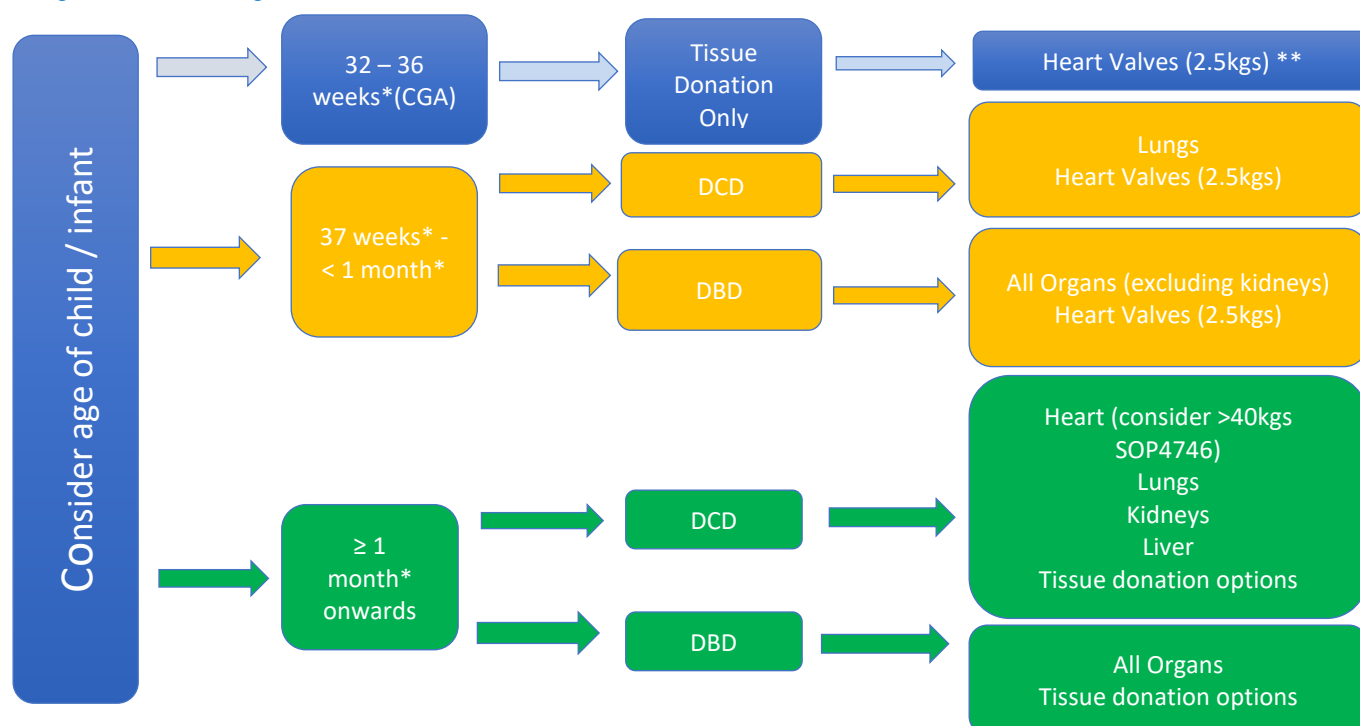 Consider age of child / infant
32 – 36
weeks*(CGA)
Tissue
Donation
Only
Heart Valves (2.5kgs) **
37 weeks* -
< 1 month*
DCD
Lungs
Heart Valves (2.5kgs)
DBD
All Organs (excluding kidneys)
Heart Valves (2.5kgs)
≥ 1
month*
onwards
DCD
Heart (consider >40kgs
SOP4746)
Lungs
Kidneys
Liver
Tissue donation options
DBD
All Organs
Tissue donation options